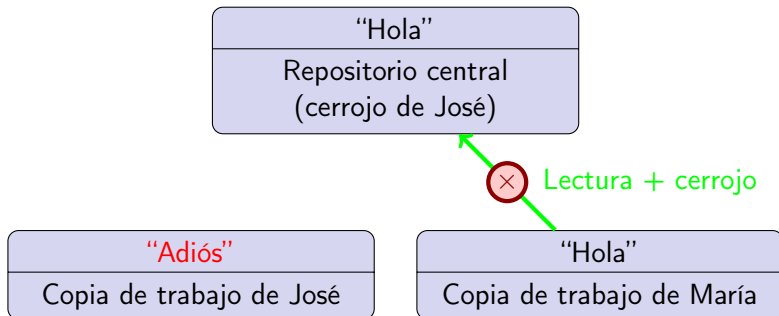 “Hola”
Repositorio central
(cerrojo de José)
Lectura + cerrojo
“Adiós”
Copia de trabajo de José
“Hola”
Copia de trabajo de María